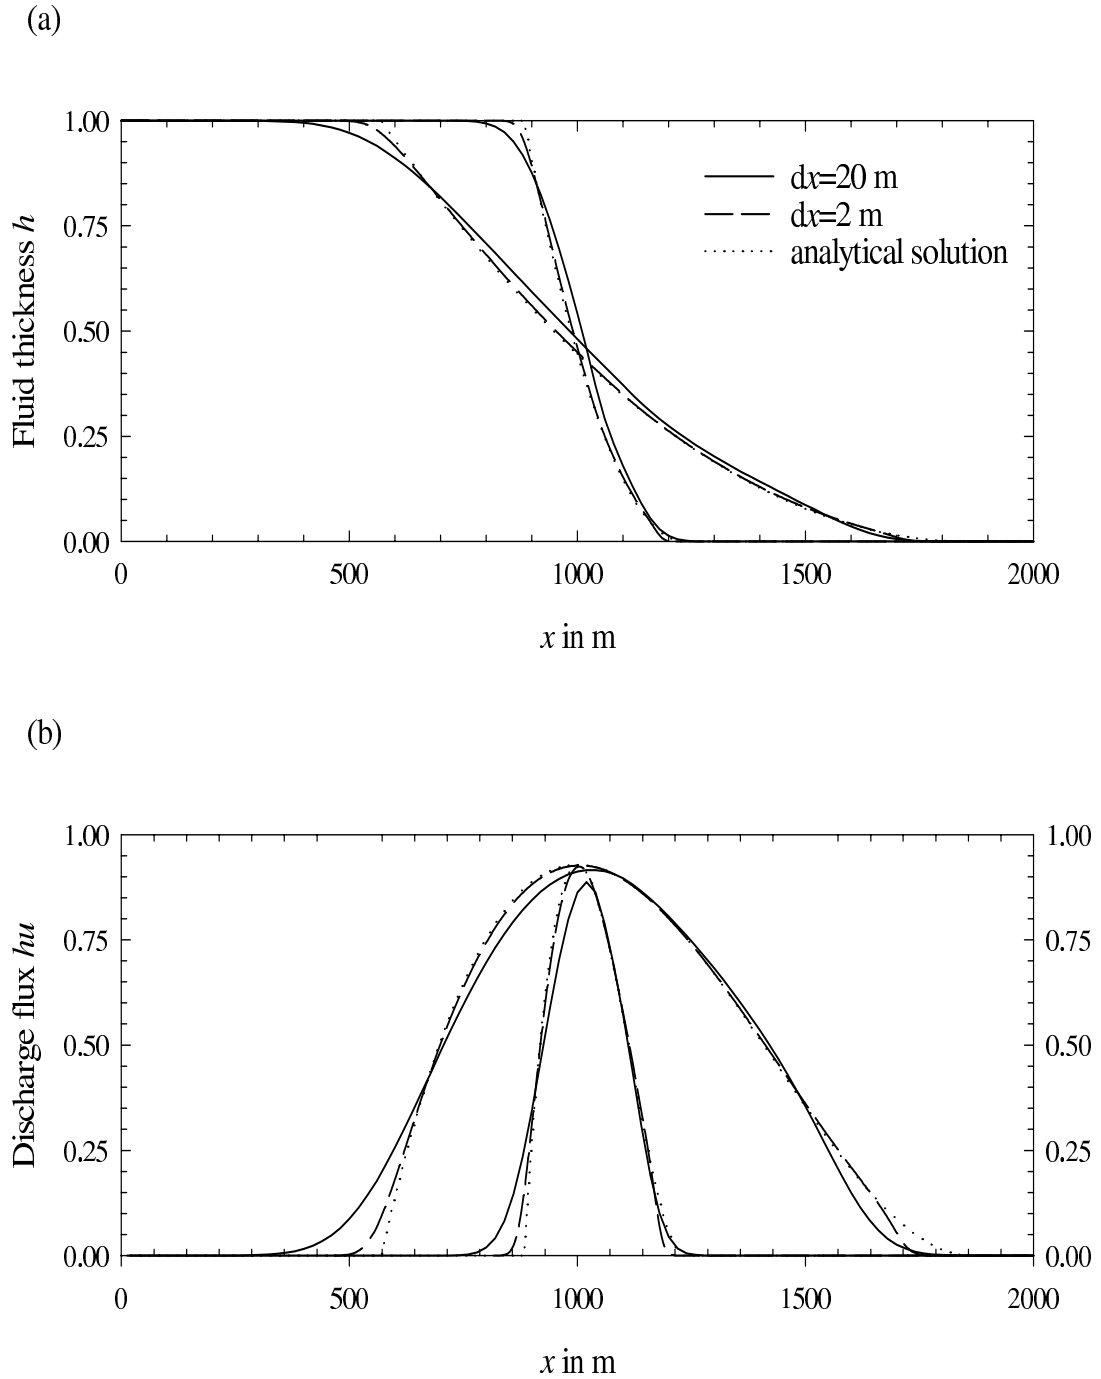 (a)
1.00
0.75
0.50
0.25
0.00
Fluid thickness h
dx=20 m
dx=2 m
analytical solution
0 500 1000 1500 2000
x in m
(b)
1.00 1.00
0.75 0.75
0.50 0.50
0.25 0.25
0.00 0.00
Discharge flux hu
0 500 1000 1500 2000
x in m